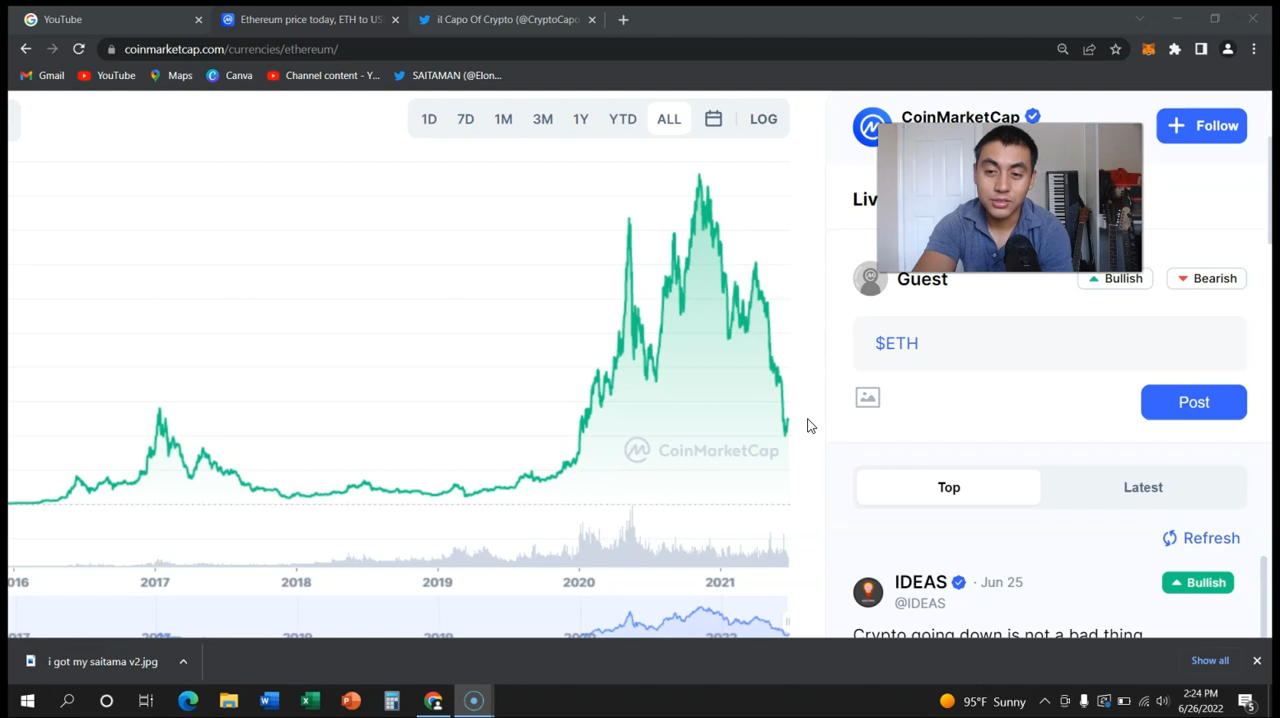 YouTube
Ethereum price today, ETH to US
il Capo Of Crypto (@CryptoCapo
coinmarketcap.com/currencies/ethereum/
Gmail YouTube Maps Canva Channel content - Y... SAITAMAN (@Elon...
1D 7D 1M 3M 1Y YTD ALL LOG
CoinMarketCap
Follow
Liv
Guest
Bullish
Bearish
$ETH
Post
CoinMarketCap
Top
Latest
Refresh
016 2017 2018 2019 2020 2021
IDEAS · Jun 25
Bullish
@IDEAS
Crypto going down is not a bad thing
i got my saitama v2.jpg
Show all
95°F Sunny
2:24 PM
6/26/2022
5